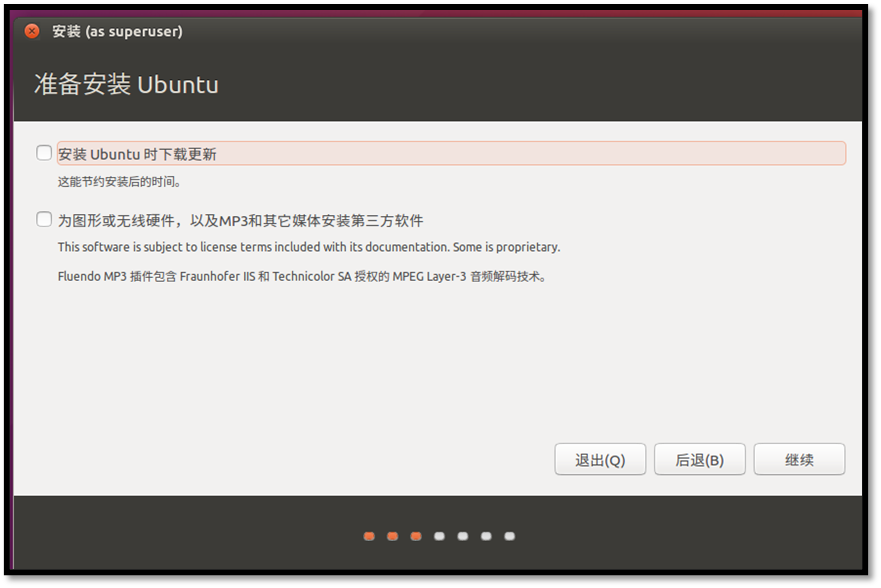 安装 (as superuser)
准备安装 Ubuntu
安装 Ubuntu 时下载更新
这能节约安装后的时间。
为图形或无线硬件，以及MP3和其它媒体安装第三方软件
This software is subject to license terms included with its documentation. Some is proprietary.
Fluendo MP3 插件包含 Fraunhofer IIS 和 Technicolor SA 授权的 MPEG Layer-3 音频解码技术。
退出(Q) 后退(B) 继续